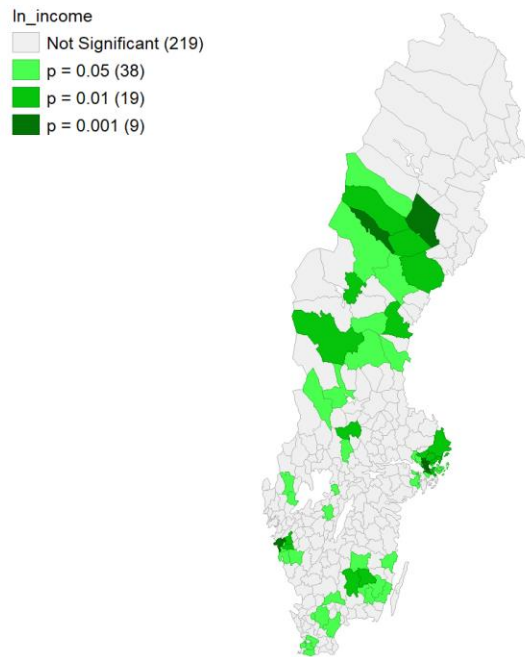 ln_income
Not Significant (219)
p = 0.05 (38)
p = 0.01 (19)
p = 0.001 (9)